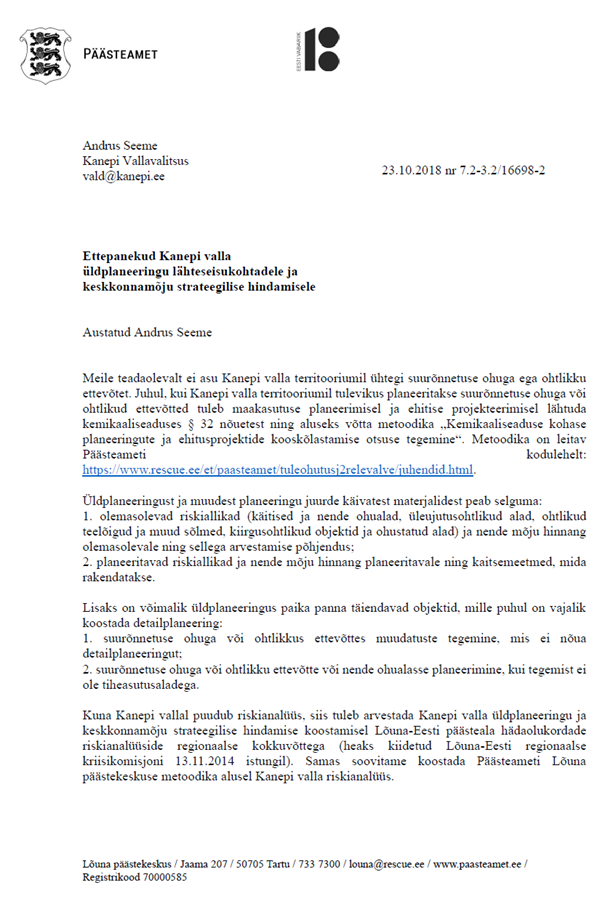 PÄÄSTEAMET
EESTI VABARIIK
100
Andrus Seeme
Kanepi Vallavalitsus
vald@kanepi.ee
23.10.2018 nr 7.2-3.2/16698-2
Ettepanekud Kanepi valla
üldplaneeringu lähteseisukohtadele ja
keskkonnamõju strateegilise hindamisele
Austatud Andrus Seeme
Meile teadaolevalt ei asu Kanepi valla territooriumil ühtegi suurõnnetuse ohuga ega ohtlikku
ettevõtet. Juhul, kui Kanepi valla territooriumil tulevikus planeeritakse suurõnnetuse ohuga või
ohtlikud ettevõtted tuleb maakasutuse planeerimisel ja ehitise projekteerimisel lähtuda
kemikaaliseaduses § 32 nõuetest ning aluseks võtta metoodika „Kemikaaliseaduse kohase
planeeringute ja ehitusprojektide kooskõlastamise otsuse tegemine“. Metoodika on leitav
Päästeameti kodulehelt:
https://www.rescue.ee/et/paasteamet/tuleohutusj2relevalve/juhendid.html.
Üldplaneeringust ja muudest planeeringu juurde käivatest materjalidest peab selguma:
1. olemasolevad riskiallikad (käitised ja nende ohualad, üleujutusohtlikud alad, ohtlikud
teelõigud ja muud sõlmed, kiirgusohtlikud objektid ja ohustatud alad) ja nende mõju hinnang
olemasolevale ning sellega arvestamise põhjendus;
2. planeeritavad riskiallikad ja nende mõju hinnang planeeritavale ning kaitsemeetmed, mida
rakendatakse.
Lisaks on võimalik üldplaneeringus paika panna täiendavad objektid, mille puhul on vajalik
koostada detailplaneering:
1. suurõnnetuse ohuga või ohtlikkus ettevõttes muudatuste tegemine, mis ei nõua
detailplaneeringut;
2. suurõnnetuse ohuga või ohtlikku ettevõtte või nende ohualasse planeerimine, kui tegemist ei
ole tiheasutusaladega.
Kuna Kanepi vallal puudub riskianalüüs, siis tuleb arvestada Kanepi valla üldplaneeringu ja
keskkonnamõju strateegilise hindamise koostamisel Lõuna-Eesti päästeala hädaolukordade
riskianalüüside regionaalse kokkuvõttega (heaks kiidetud Lõuna-Eesti regionaalse
kriisikomisjoni 13.11.2014 istungil). Samas soovitame koostada Päästeameti Lõuna
päästekeskuse metoodika alusel Kanepi valla riskianalüüs.
Lõuna päästekeskus / Jaama 207 / 50705 Tartu / 733 7300 / louna@rescue.ee / www.paasteamet.ee /
Registrikood 70000585